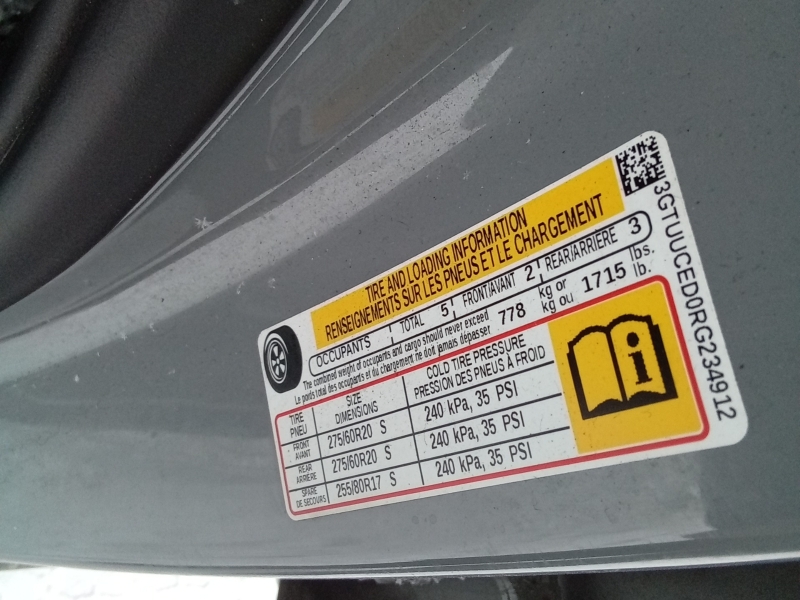 TIRE AND LOADING INFORMATION
RENSEIGNEMENTS SUR LES PNEUS ET LE CHARGEMENT
OCCUPANTS TOTAL 5 FRONT/AVANT 2 REAR/ARRIÈRE 3
The combined weight of occupants and cargo should never exceed 778 kg or 1715 lbs.
Le poids total des occupants et du chargement ne doit jamais dépasser kg ou lb.
TIRE SIZE COLD TIRE PRESSURE
PNEU DIMENSIONS PRESSION DES PNEUS À FROID
FRONT
AVANT 275/60R20 S 240 kPa, 35 PSI
REAR
ARRIÈRE 275/60R20 S 240 kPa, 35 PSI
SPARE
DE SECOURS 255/80R17 S 240 kPa, 35 PSI
3GTUUCED0RG234912